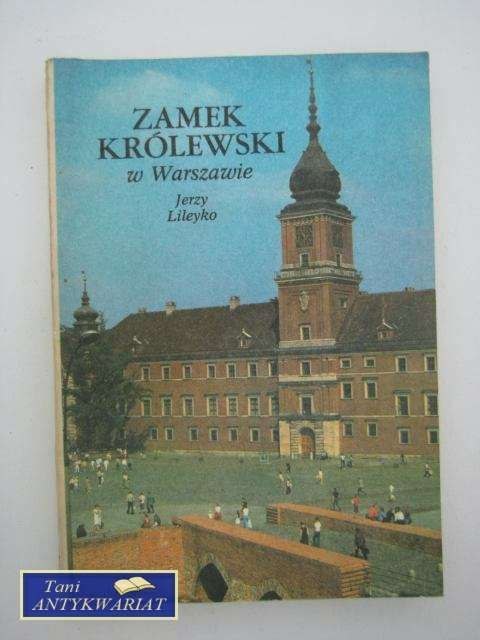 ZAMEK
KRÓLEWSKI
w Warszawie
Jerzy
Lileyko
Tani
ANTYKWARIAT